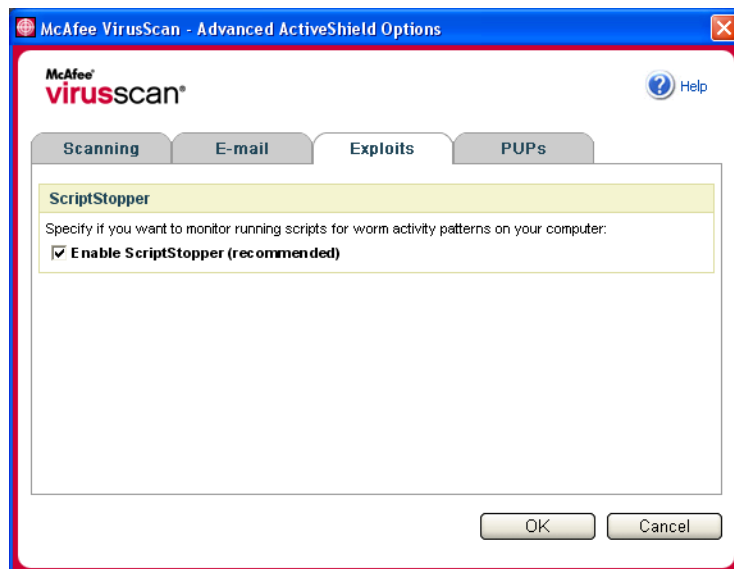 McAfee VirusScan - Advanced ActiveShield Options
McAfee®
virusscan®
Help
Scanning
E-mail
Exploits
PUPs
ScriptStopper
Specify if you want to monitor running scripts for worm activity patterns on your computer:
Enable ScriptStopper (recommended)
OK
Cancel